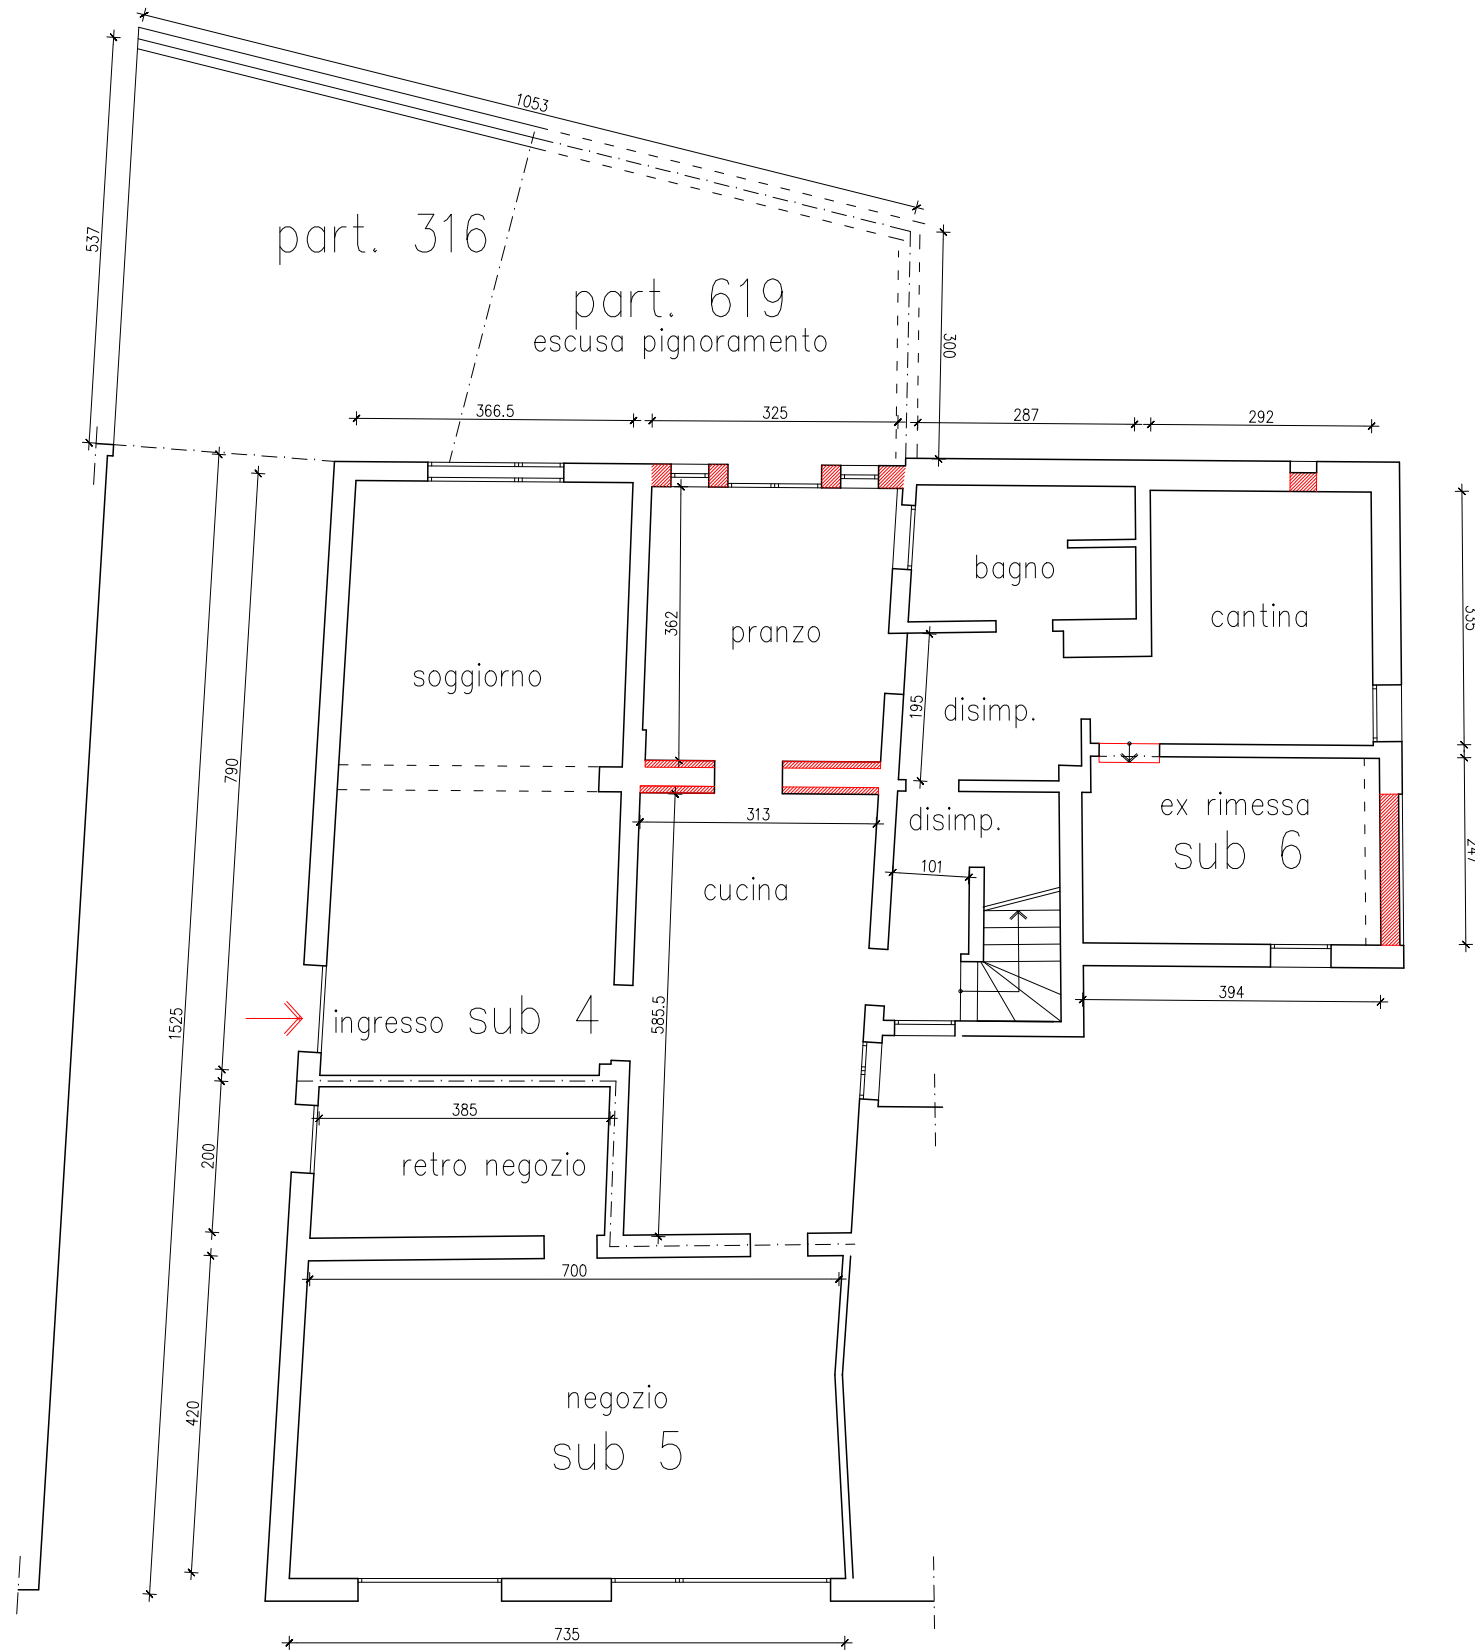 1053
537
part. 316
part. 619
escusa pignoramento
300
366.5
325
287
292
362
bagno
335
pranzo
cantina
soggiorno
195
disimp.
790
313
disimp.
ex rimessa
sub 6
247
101
cucina
394
1525
ingresso sub 4
585.5
385
200
retro negozio
700
420
negozio
sub 5
735